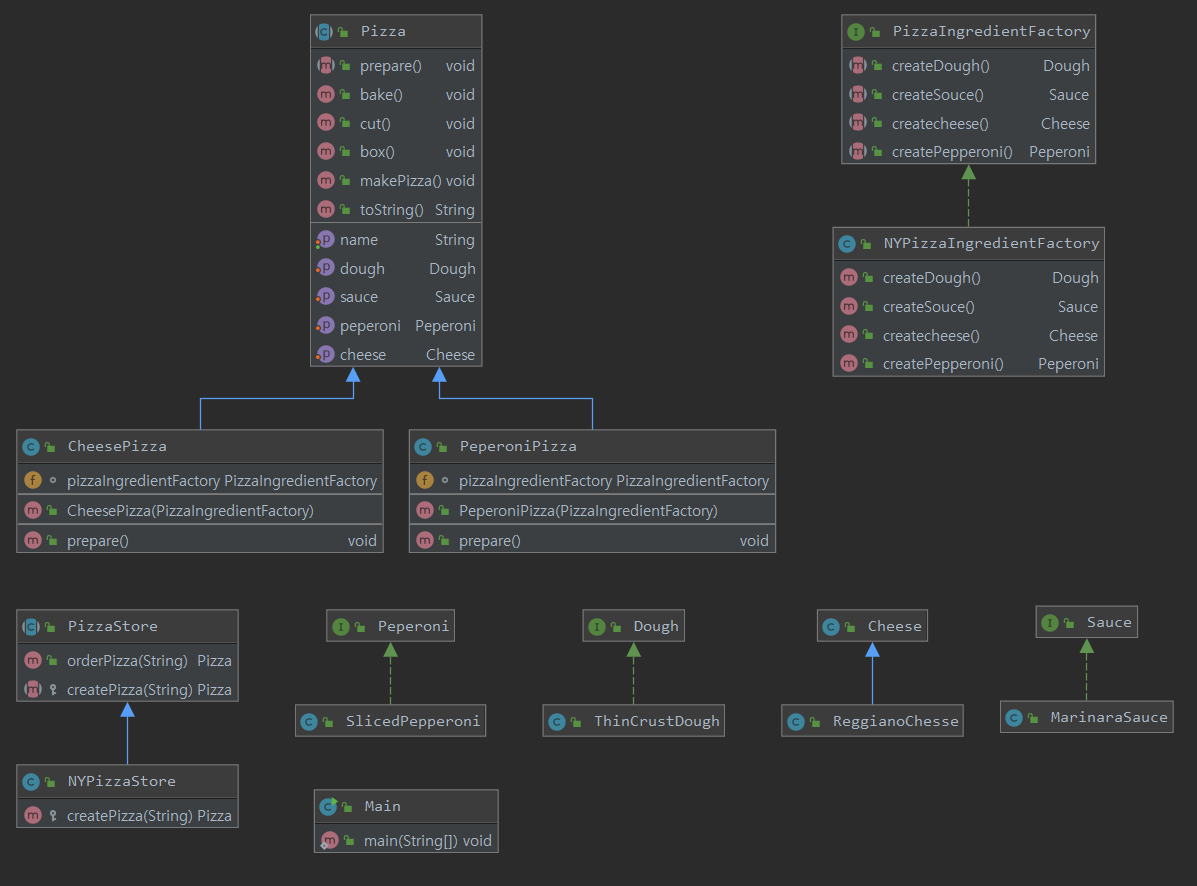 Pizza
prepare() void
bake() void
cut() void
box() void
makePizza() void
toString() String
name String
dough Dough
sauce Sauce
peperoni Peperoni
cheese Cheese
PizzaIngredientFactory
createDough() Dough
createSouce() Sauce
createcheese() Cheese
createPepperoni() Peperoni
NYPizzaIngredientFactory
createDough() Dough
createSouce() Sauce
createcheese() Cheese
createPepperoni() Peperoni
CheesePizza
pizzaIngredientFactory PizzaIngredientFactory
CheesePizza(PizzaIngredientFactory)
prepare() void
PeperoniPizza
pizzaIngredientFactory PizzaIngredientFactory
PeperoniPizza(PizzaIngredientFactory)
prepare() void
PizzaStore
orderPizza(String) Pizza
createPizza(String) Pizza
NYPizzaStore
createPizza(String) Pizza
Peperoni
SlicedPepperoni
Dough
ThinCrustDough
Cheese
ReggianoChesse
Sauce
MarinaraSauce
Main
main(String[]) void